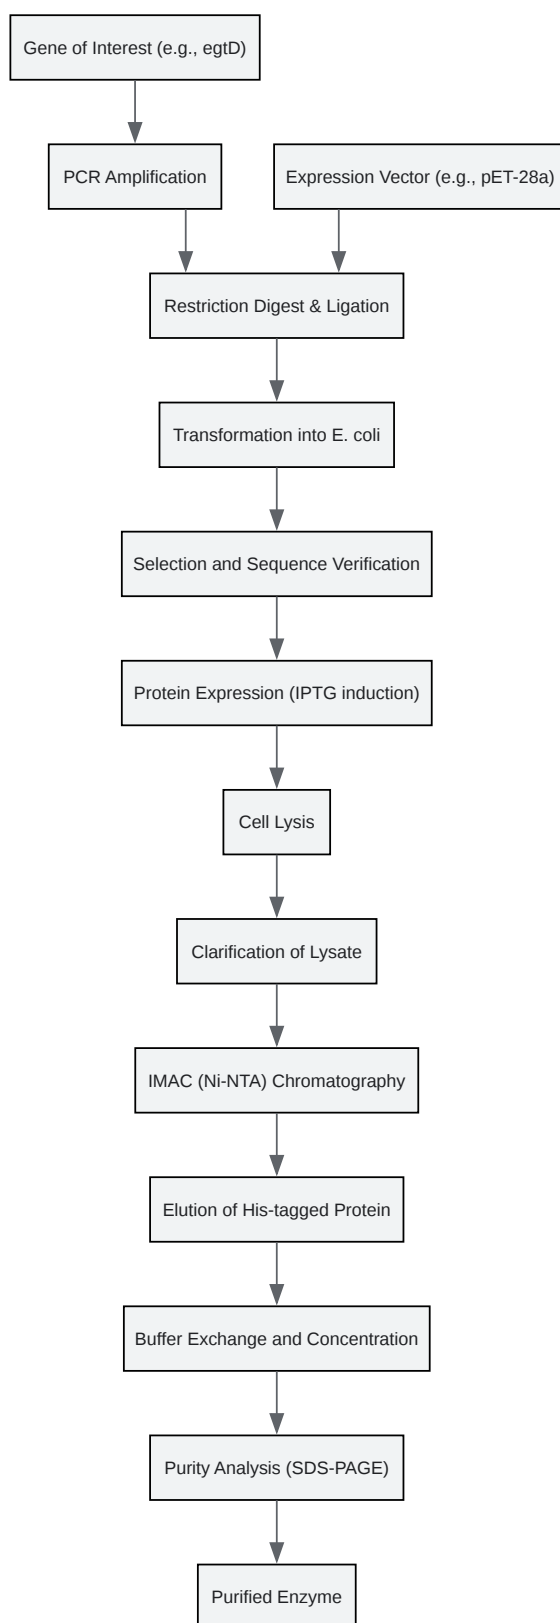 Gene of Interest (e.g., egtD)
PCR Amplification
Expression Vector (e.g., pET-28a)
Restriction Digest & Ligation
Transformation into E. coli
Selection and Sequence Verification
Protein Expression (IPTG induction)
Cell Lysis
Clarification of Lysate
IMAC (Ni-NTA) Chromatography
Elution of His-tagged Protein
Buffer Exchange and Concentration
Purity Analysis (SDS-PAGE)
Purified Enzyme